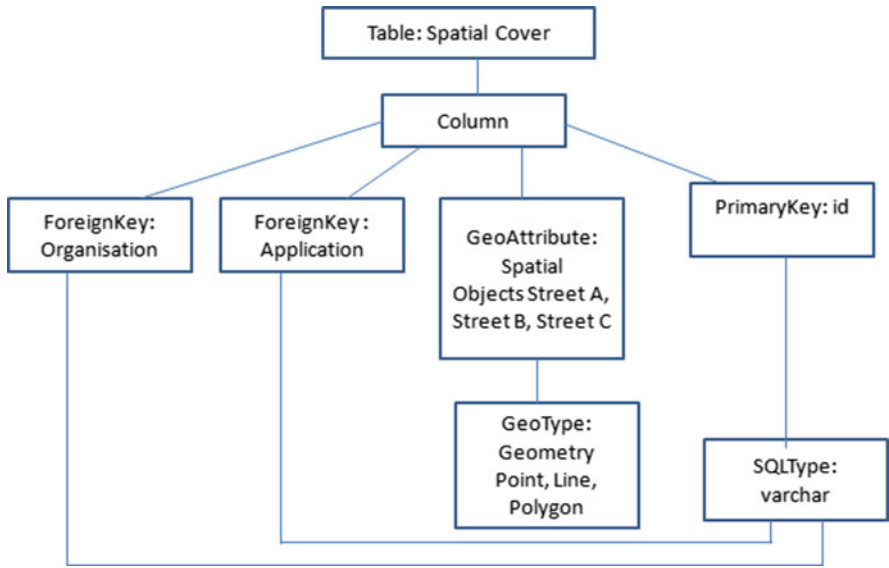 Table: Spatial Cover
Column
ForeignKey:
Organisation
ForeignKey :
Application
GeoAttribute:
Spatial
Objects Street A,
Street B, Street C
PrimaryKey: id
GeoType:
Geometry
Point, Line,
Polygon
SQLType:
varchar